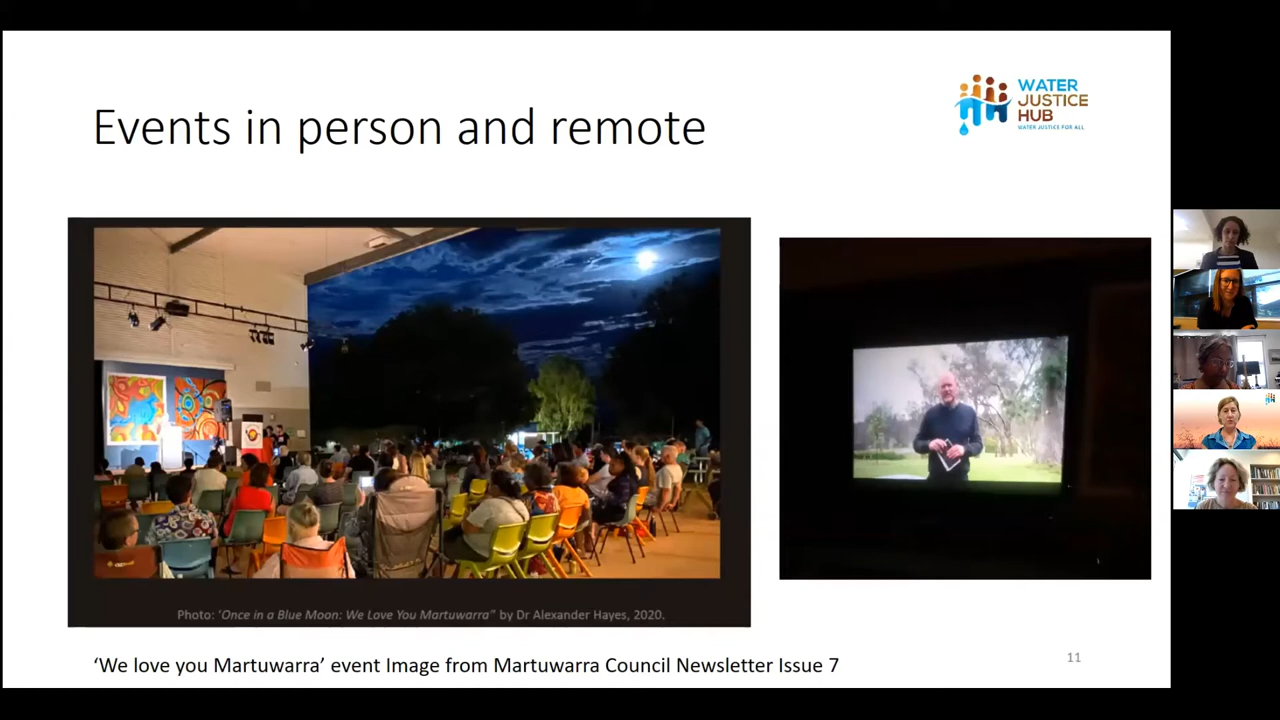 Events in person and remote
WATER
JUSTICE
HUB
WATER JUSTICE FOR ALL
Photo: 'Once in a Blue Moon: We Love You Martuwarra" by Dr Alexander Hayes, 2020.
‘We love you Martuwarra’ event Image from Martuwarra Council Newsletter Issue 7
11